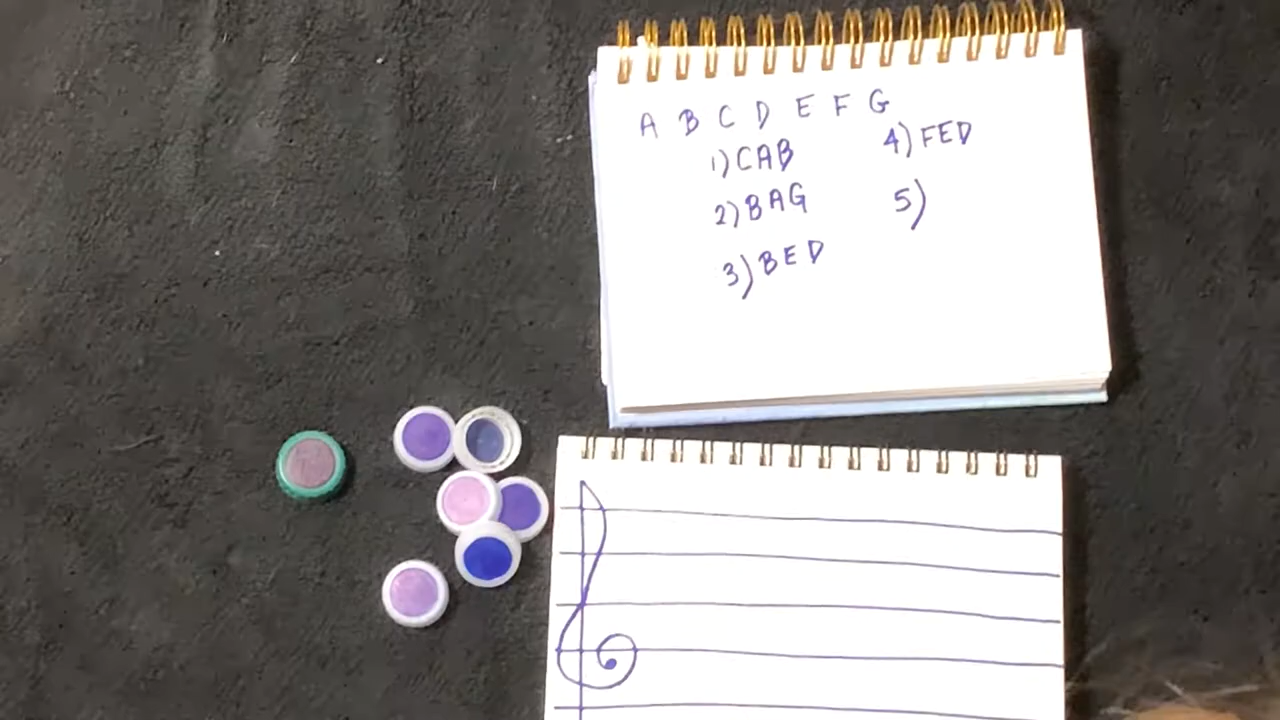 A B C D E F G
1) CAB
2) BAG
3) BED
4) FED
5)